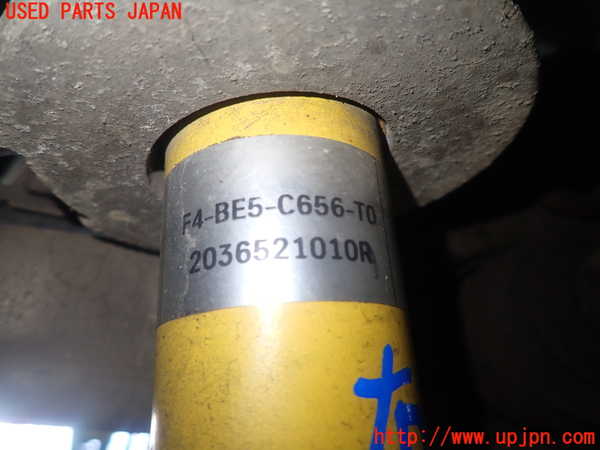 USED PARTS JAPAN
F4-BE5-C656-T0
2036521010R
http://www.upjpn.com/